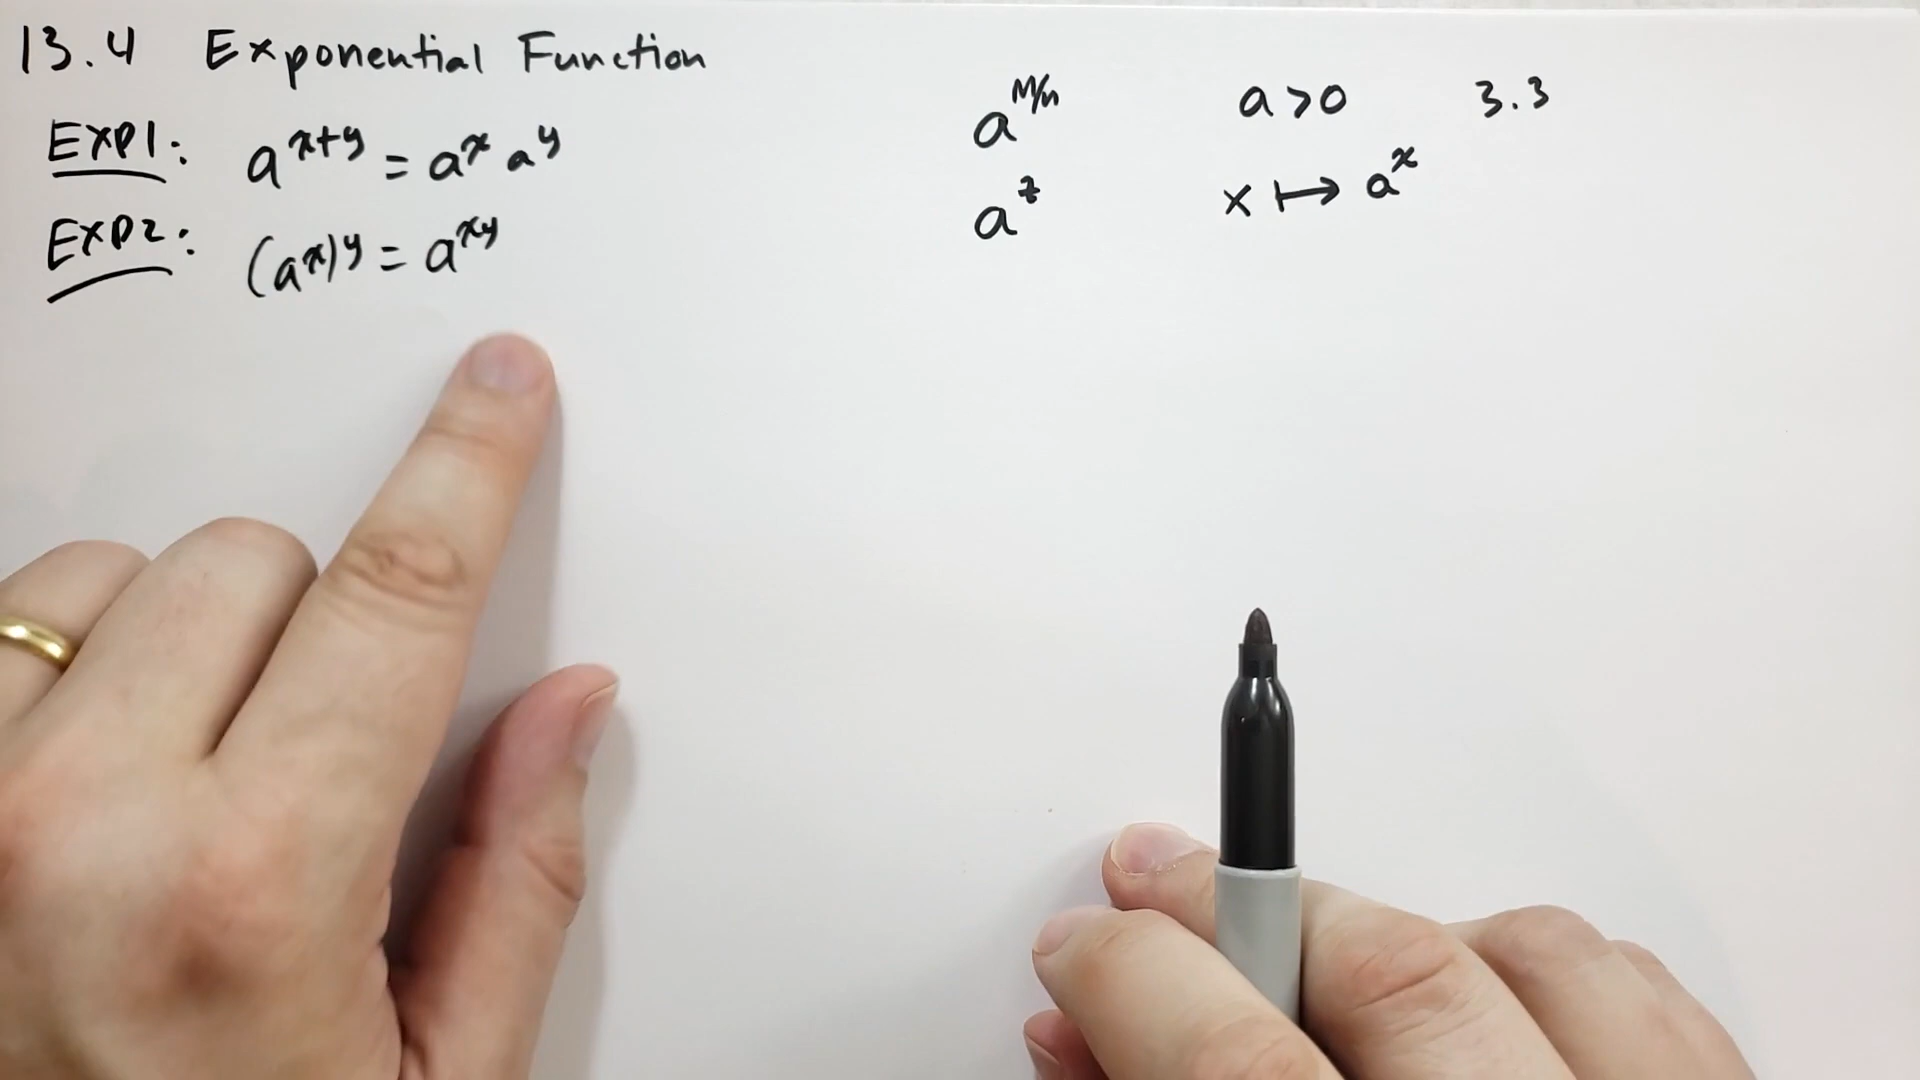 13.4 Exponential Function
EXP1: a^{x+y} = a^x a^y
EXP2: (a^x)^y = a^{xy}
a^{m/n} a > 0 3.3
a^z x ↦ a^x